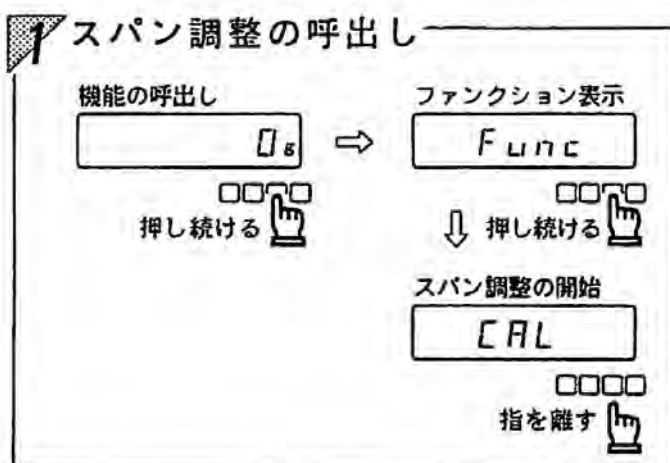 1 スパン調整の呼出し
機能の呼出し
0g
押し続ける
ファンクション表示
Func
押し続ける
スパン調整の開始
CAL
指を離す